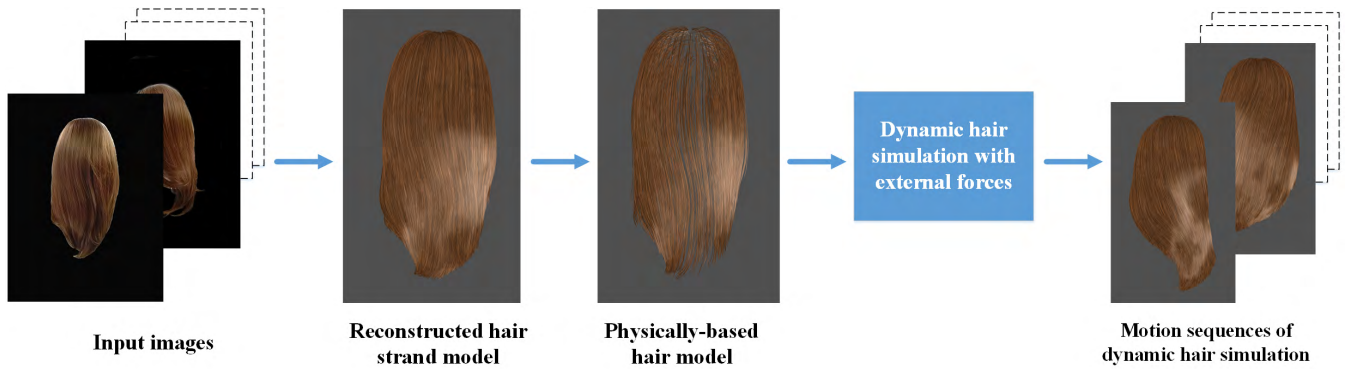 Dynamic hair
simulation with
external forces
Input images
Reconstructed hair
strand model
Physically-based
hair model
Motion sequences of
dynamic hair simulation